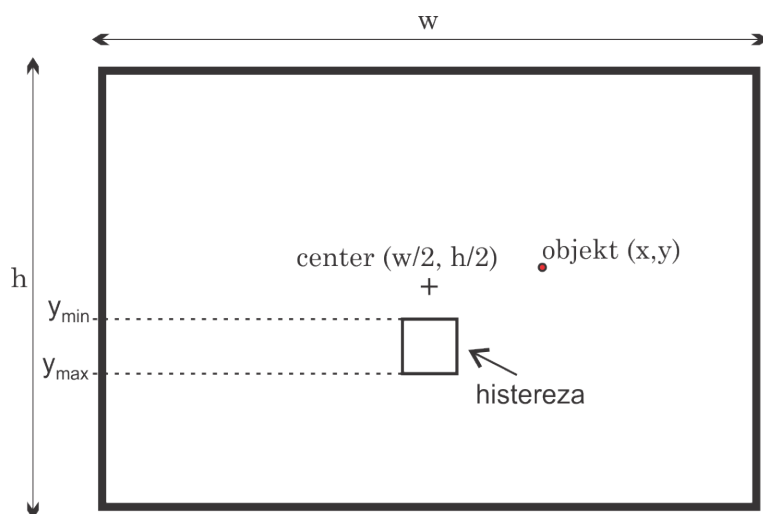 w
h
center (w/2, h/2)
objekt (x,y)
ymin
ymax
histereza